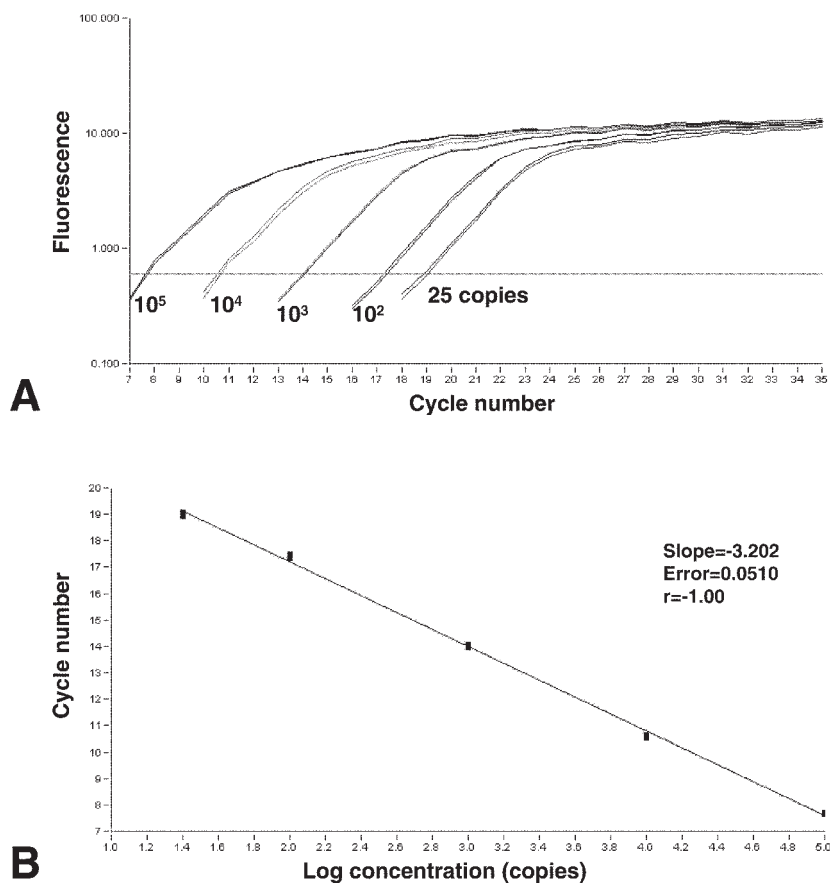 100.000
Fluorescence
10.000
1.000
0.100
10⁵
10⁴
10³
10²
25 copies
7 8 9 10 11 12 13 14 15 16 17 18 19 20 21 22 23 24 25 26 27 28 29 30 31 32 33 34 35
Cycle number
A
20
19
18
17
16
15
14
13
12
11
10
9
8
7
Cycle number
Slope=-3.202
Error=0.0510
r=-1.00
1.0 1.2 1.4 1.6 1.8 2.0 2.2 2.4 2.6 2.8 3.0 3.2 3.4 3.6 3.8 4.0 4.2 4.4 4.6 4.8 5.0
Log concentration (copies)
B